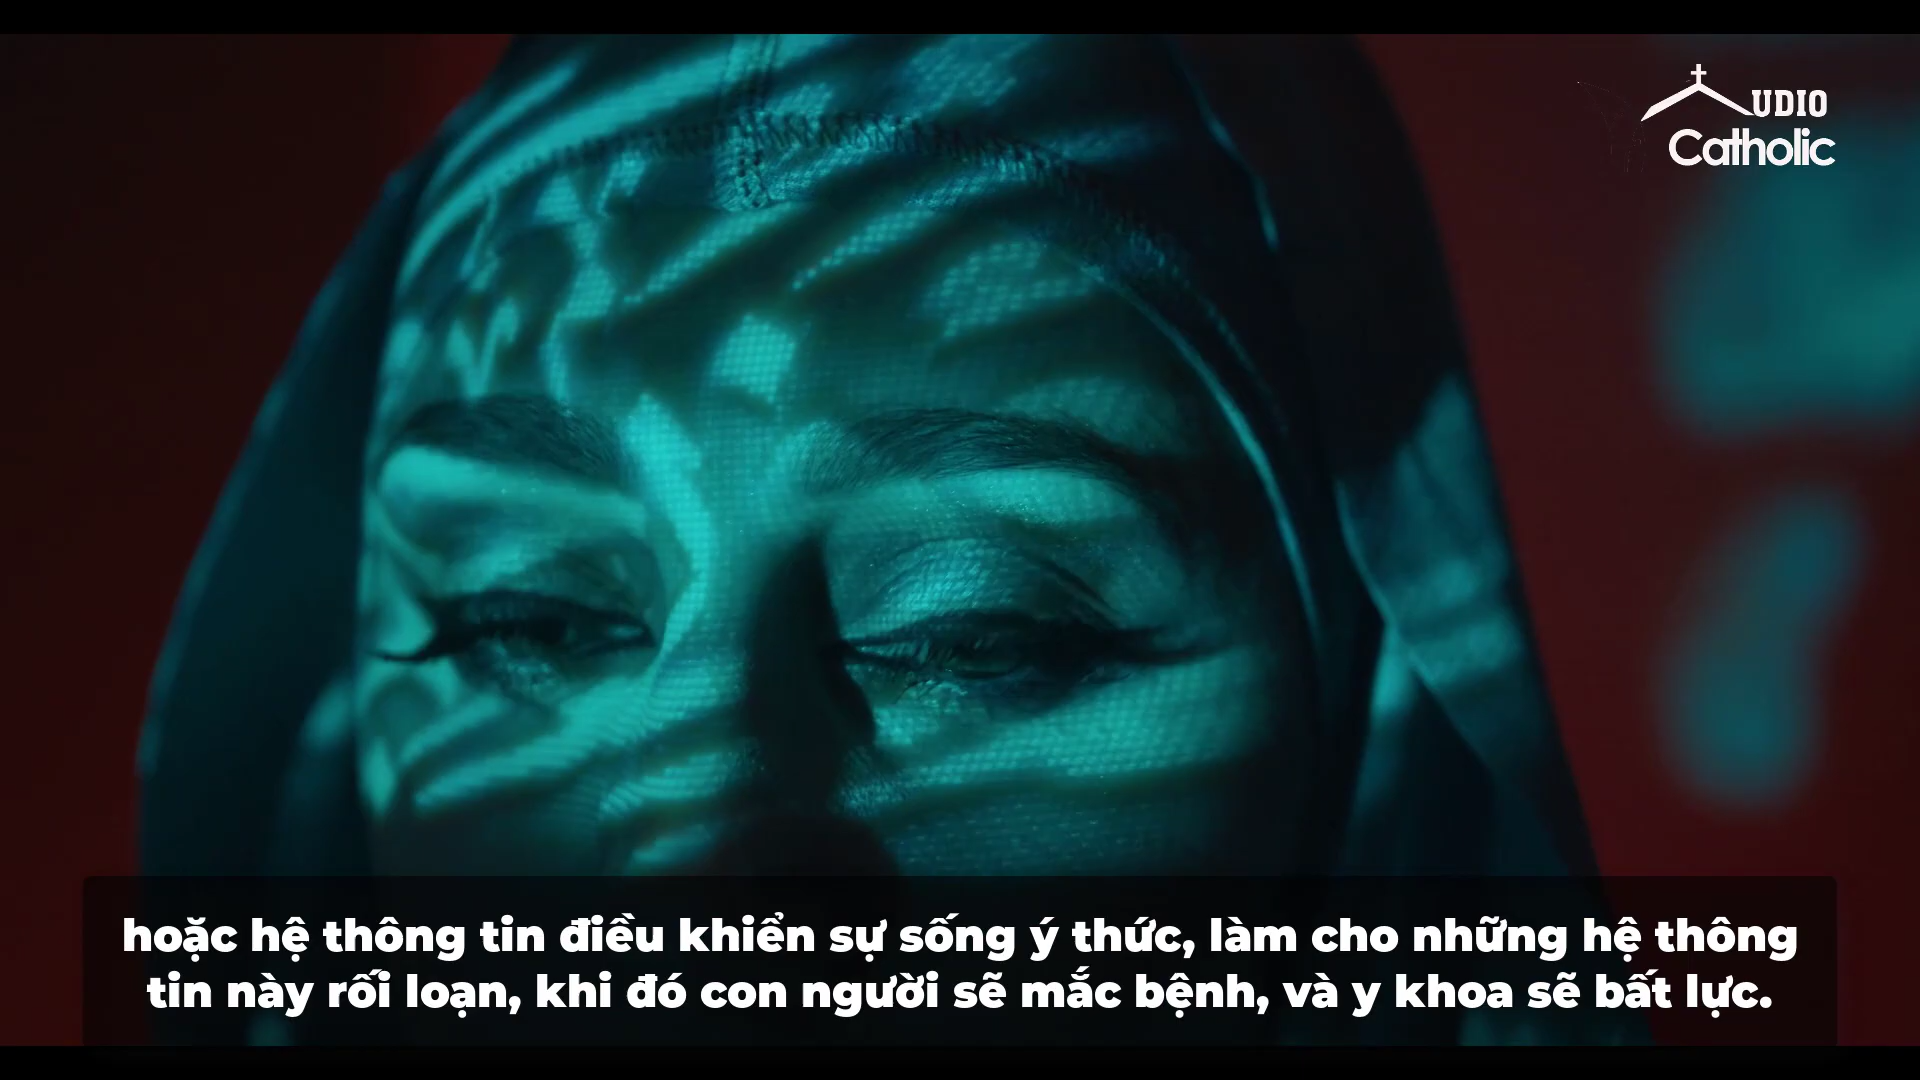 UDIO
Catholic
hoặc hệ thông tin điều khiển sự sống ý thức, làm cho những hệ thông
tin này rối loạn, khi đó con người sẽ mắc bệnh, và y khoa sẽ bất lực.